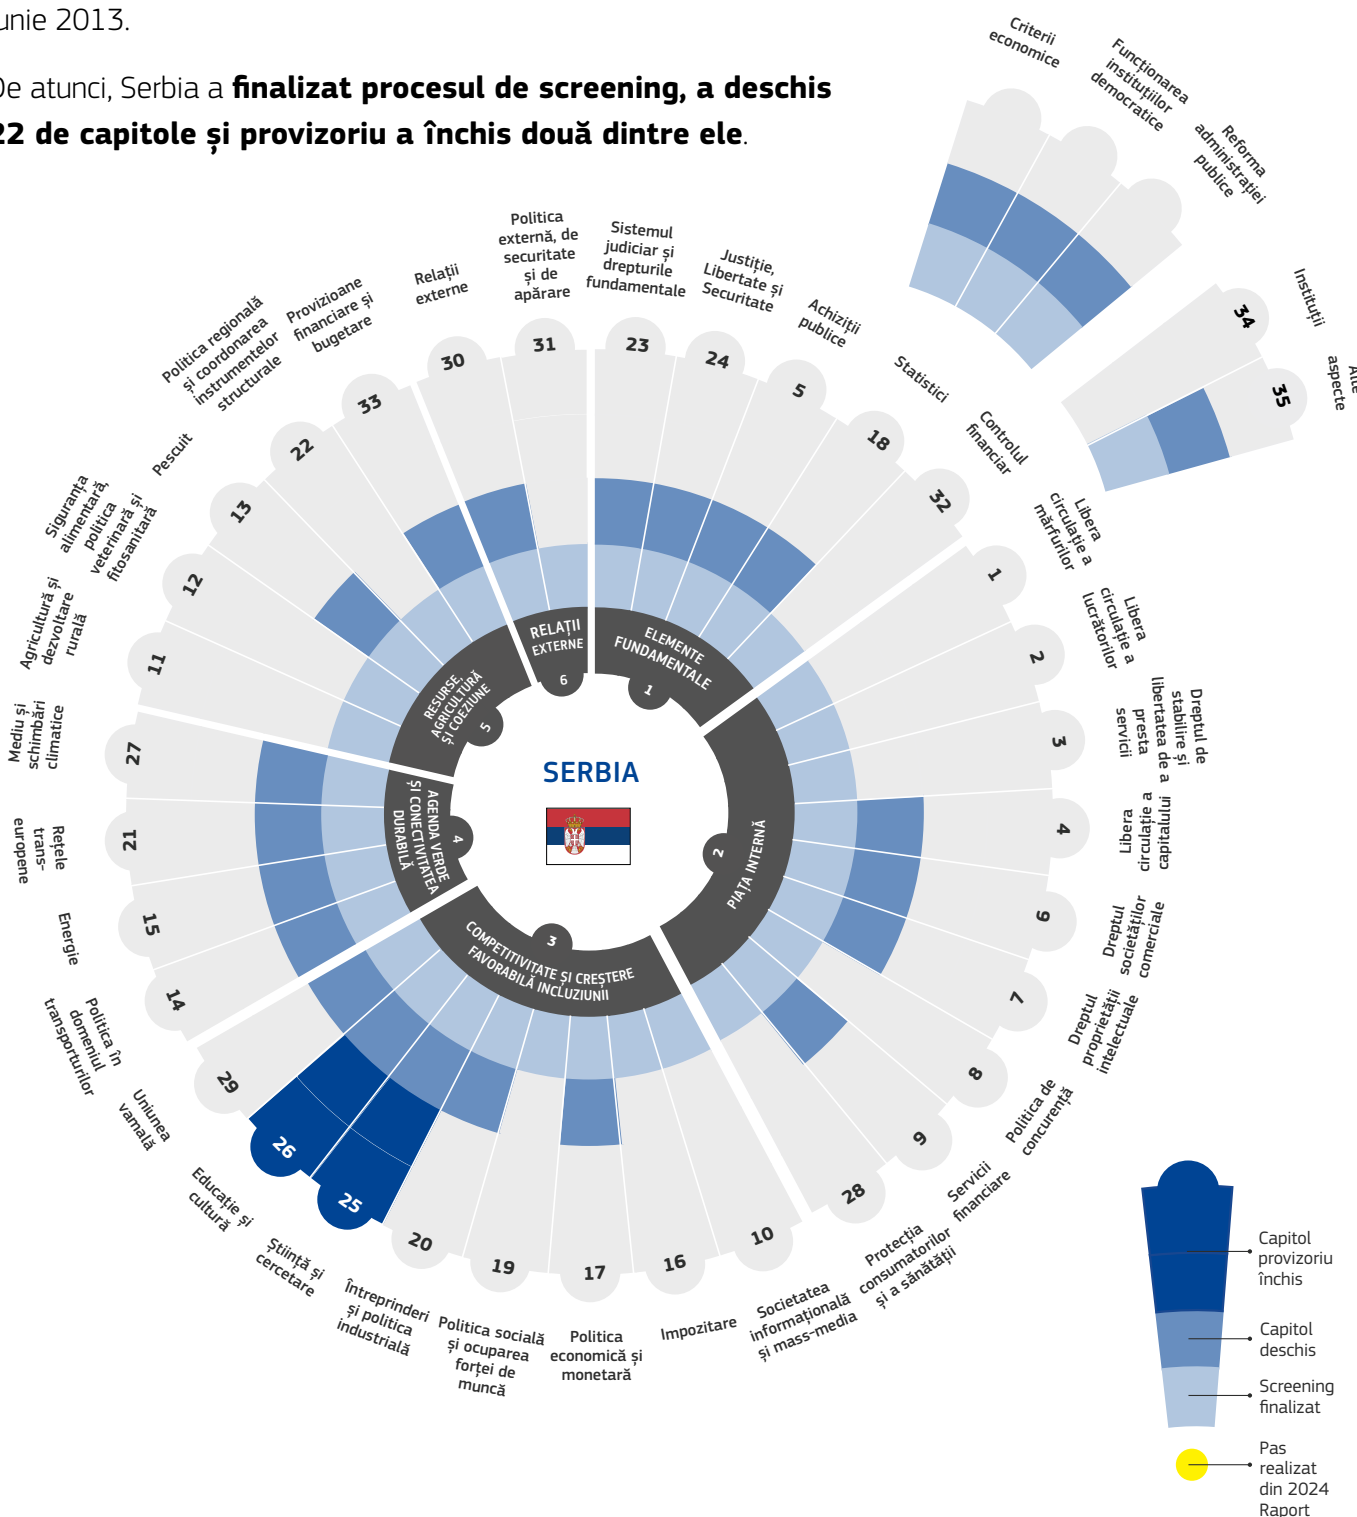 unie 2013.
De atunci, Serbia a finalizat procesul de screening, a deschis
22 de capitole și provizoriu a închis două dintre ele.
Criterii
economice
Funcționarea
instituțiilor
democratice
Reforma
administrației
publice
34
Instituții
35
Alte
aspecte
Sistemul
judiciar și
drepturile
fundamentale
23
Justiție,
Libertate și
Securitate
24
Achiziții
publice
5
Statistici
18
Controlul
financiar
32
Libera
circulație a
mărfurilor
1
Libera
circulație a
lucrătorilor
2
Dreptul de
stabilire și
libertatea de a
presta
servicii
3
Libera
circulație a
capitalului
4
Dreptul
societăților
comerciale
6
Dreptul
proprietății
intelectuale
7
Politica de
concurență
8
Servicii
financiare
9
Protecția
consumatorilor
și a sănătății
28
Societatea
informațională
și mass-media
10
Impozitare
16
Politica
economică și
monetară
17
Politica socială
și ocuparea
forței de
muncă
19
Întreprinderi
și politica
industrială
20
Știință și
cercetare
25
Educație și
cultură
26
Uniunea
vamală
29
Politica în
domeniul
transporturilor
14
Energie
15
Rețele
trans-
europene
21
Mediu și
schimbări
climatice
27
Agricultură și
dezvoltare
rurală
11
Siguranța
alimentară,
politica
veterinară și
fitosanitară
12
Pescuit
13
Politica regională
și coordonarea
instrumentelor
structurale
22
Provizioane
financiare și
bugetare
33
Relații
externe
30
Politica
externă, de
securitate
și de
apărare
31
ELEMENTE
FUNDAMENTALE
1
PIAȚA INTERNĂ
2
COMPETITIVITATE ȘI CREȘTERE
FAVORABILĂ INCLUZIUNII
3
AGENDA VERDE
ȘI CONECTIVITATEA
DURABILĂ
4
RESURSE,
AGRICULTURĂ
ȘI COEZIUNE
5
RELAȚII
EXTERNE
6
SERBIA
Capitol
provizoriu
închis
Capitol
deschis
Screening
finalizat
Pas
realizat
din 2024
Raport